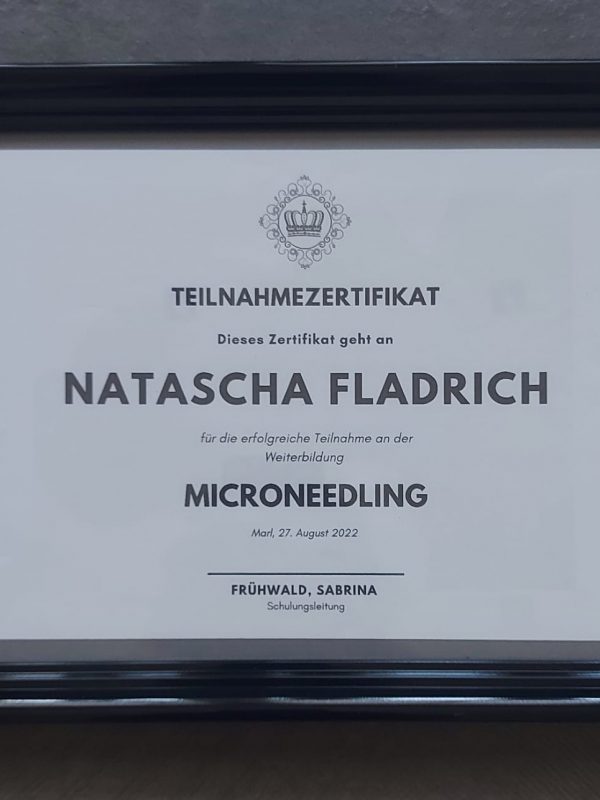 TEILNAHMEZERTIFIKAT
Dieses Zertifikat geht an
NATASCHA FLADRICH
für die erfolgreiche Teilnahme an der
Weiterbildung
MICRONEEDLING
Marl, 27. August 2022
FRÜHWALD, SABRINA
Schulungsleitung